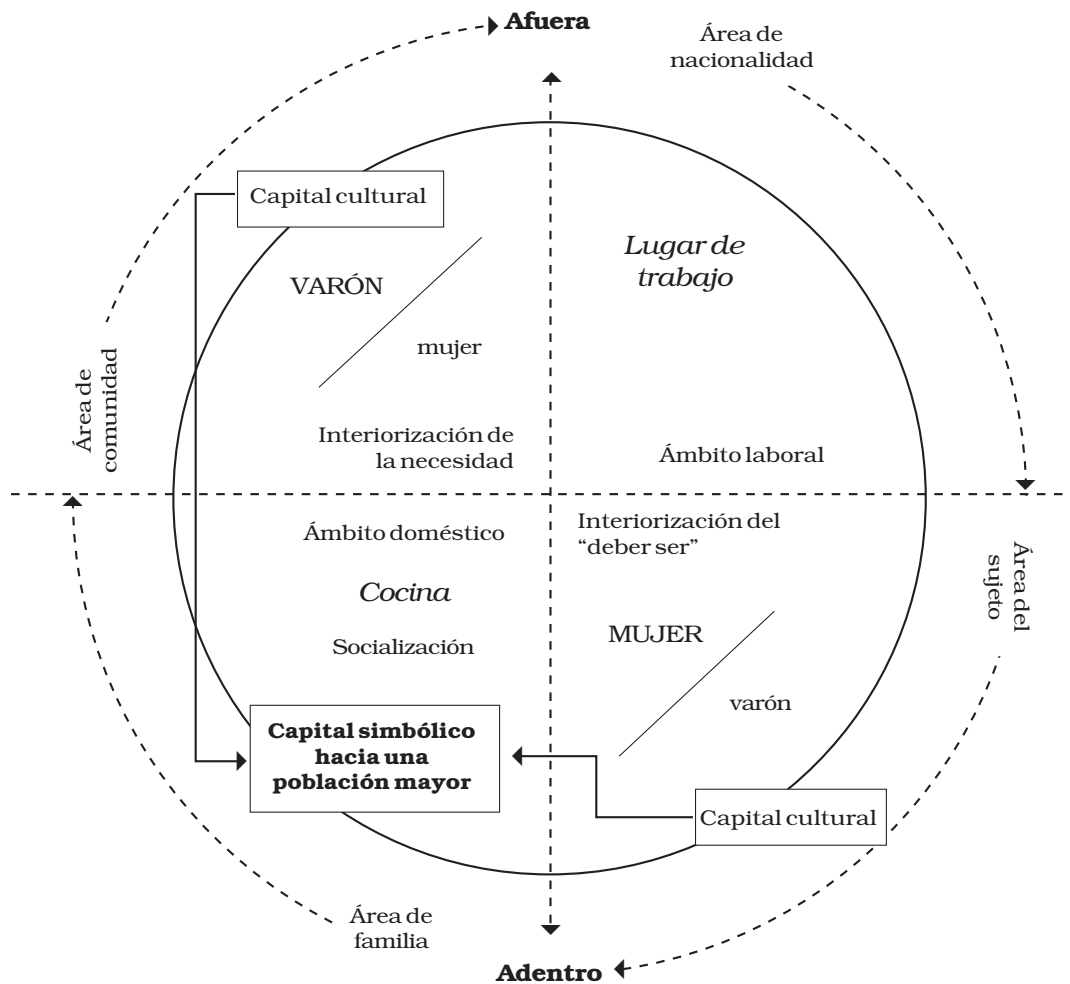 Afuera
Área de
nacionalidad
Capital cultural
Lugar de
trabajo
VARÓN
mujer
Área de
comunidad
Interiorización de
la necesidad
Ámbito laboral
Ámbito doméstico
Interiorización del
“deber ser”
Cocina
Área del
sujeto
Socialización
MUJER
varón
Capital simbólico
hacia una
población mayor
Capital cultural
Área de
familia
Adentro